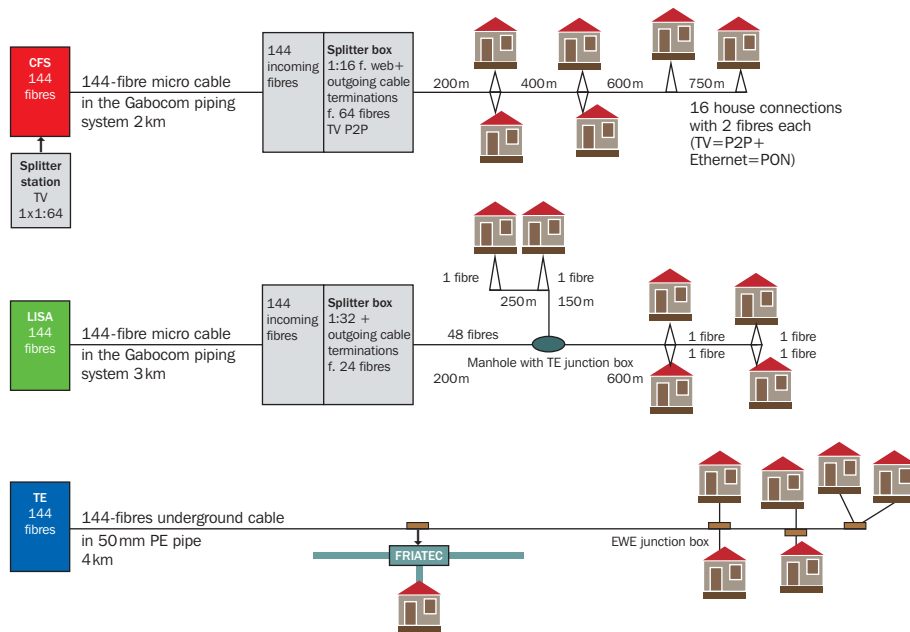 CFS
144
fibres
144-fibre micro cable
in the Gabocom piping
system 2km
Splitter
station
TV
1x1:64
144
incoming
fibres
Splitter box
1:16 f. web+
outgoing cable
terminations
f. 64 fibres
TV P2P
200m
400m
600m
750m
16 house connections
with 2 fibres each
(TV=P2P+
Ethernet=PON)
LISA
144
fibres
144-fibre micro cable
in the Gabocom piping
system 3km
144
incoming
fibres
Splitter box
1:32 +
outgoing cable
terminations
f. 24 fibres
1 fibre
1 fibre
250m
150m
48 fibres
200m
Manhole with TE junction box
600m
1 fibre
1 fibre
1 fibre
1 fibre
TE
144
fibres
144-fibres underground cable
in 50mm PE pipe
4km
FRIATEC
EWE junction box